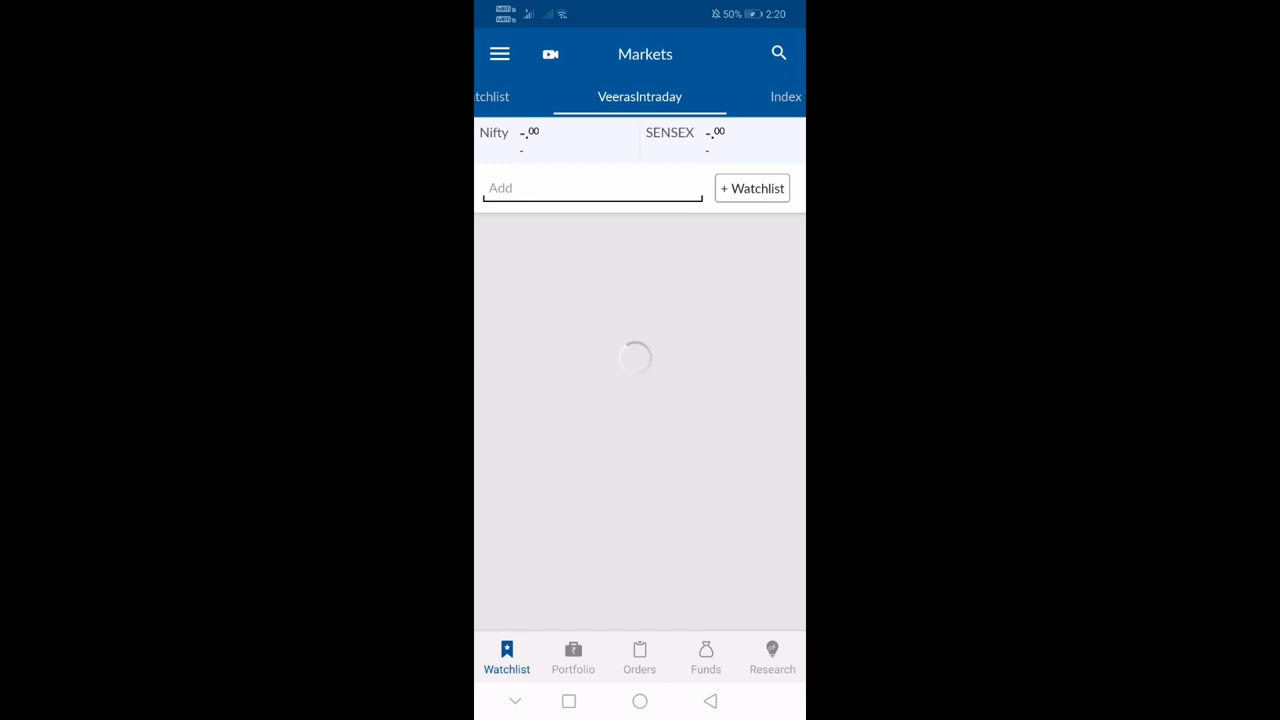 50% 2:20
Markets
tchlist VeerasIntraday Index
Nifty -.00 SENSEX -.00
- -
Add + Watchlist
Watchlist Portfolio Orders Funds Research